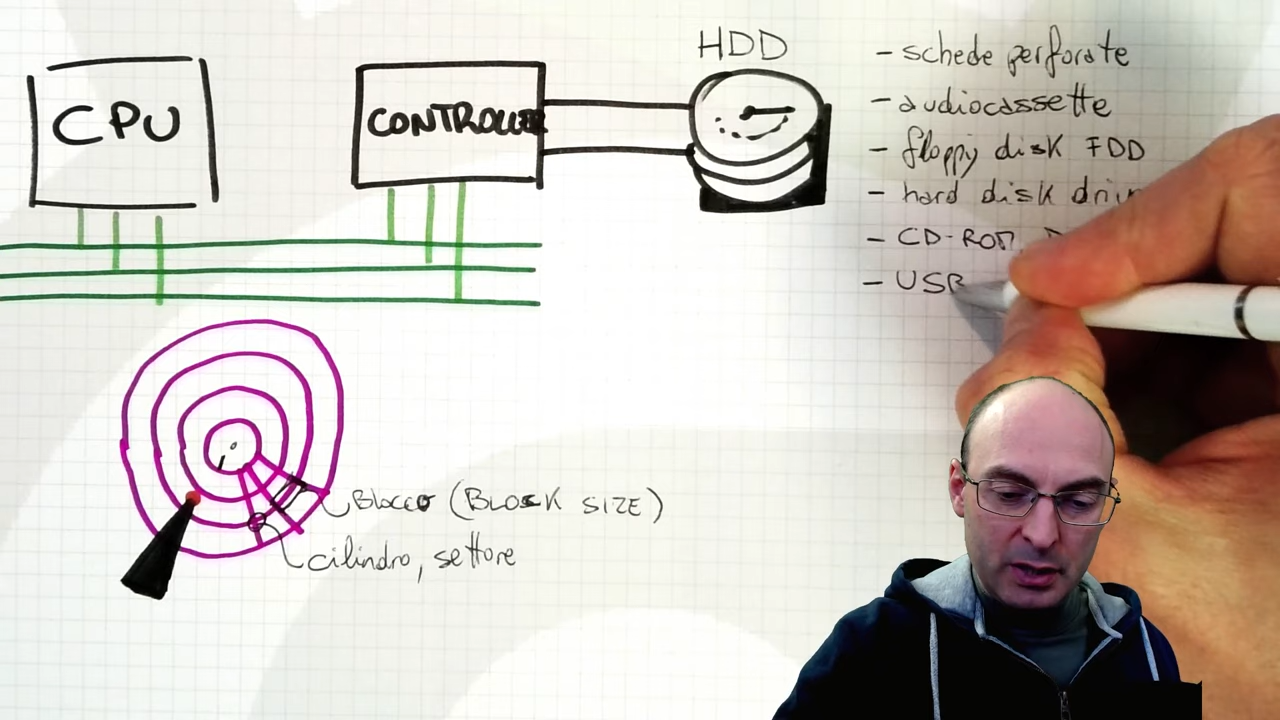 CPU
CONTROLLER
HDD
- schede perforate
- audiocassette
- floppy disk FDD
- hard disk
- CD-ROM
- USB
Blocco (BLOCK SIZE)
cilindro, settore